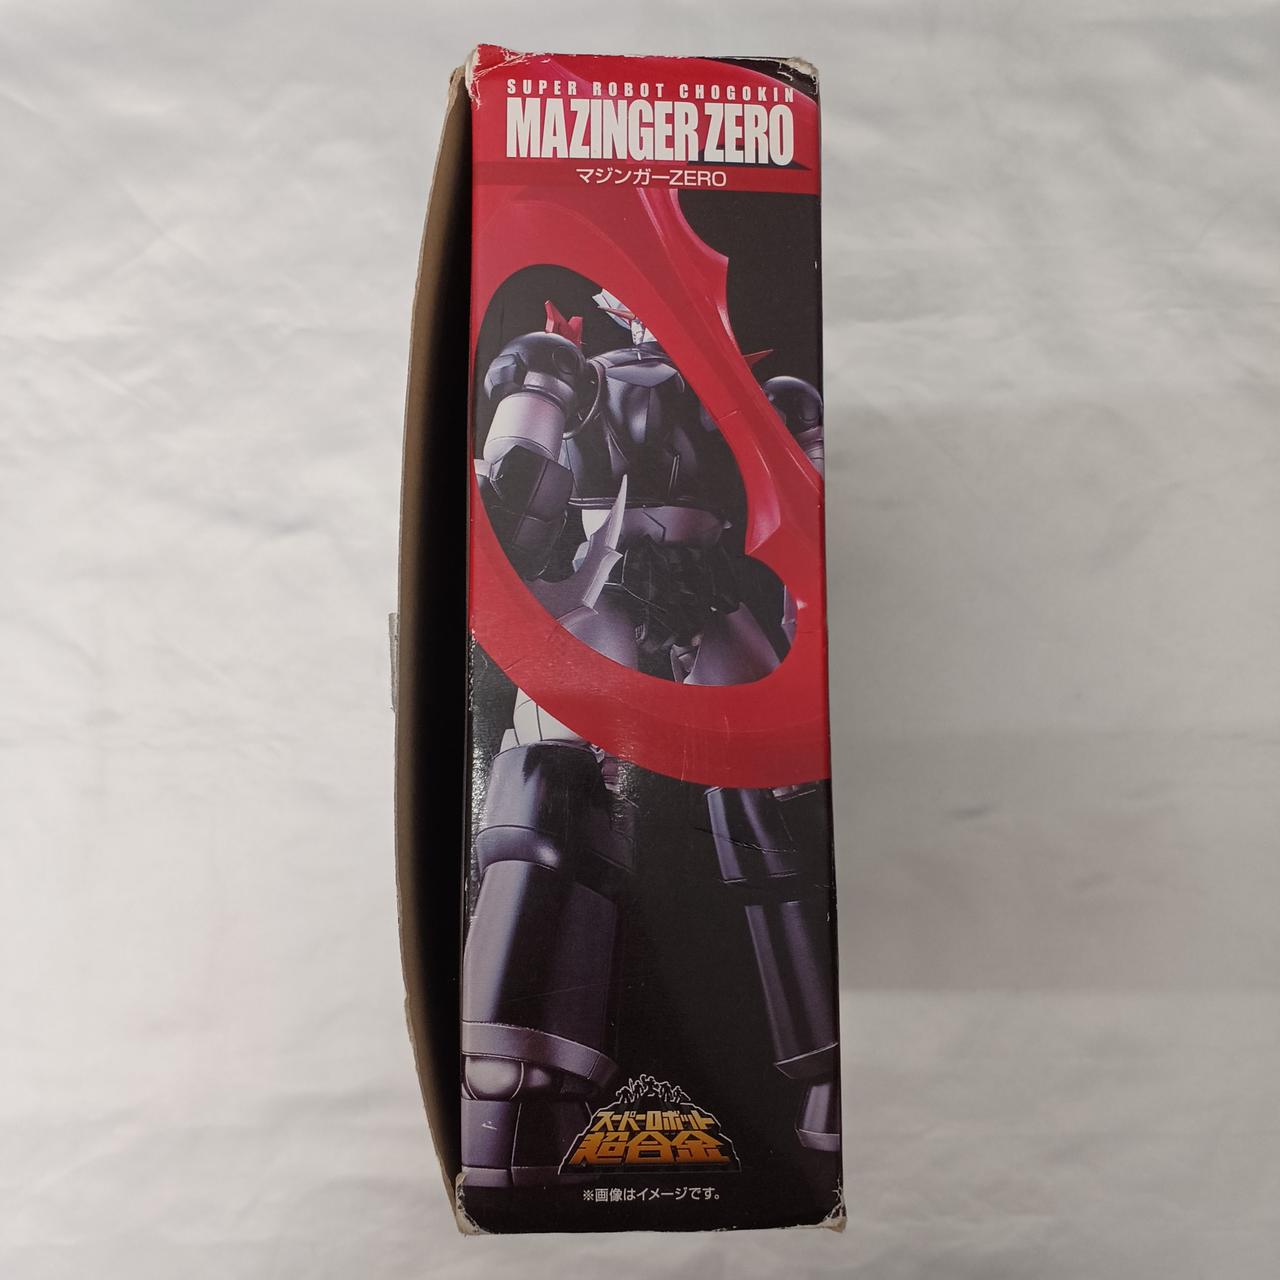 SUPER ROBOT CHOGOKIN
MAZINGER ZERO
マジンガーZERO
スーパーロボット
超合金
※画像はイメージです。